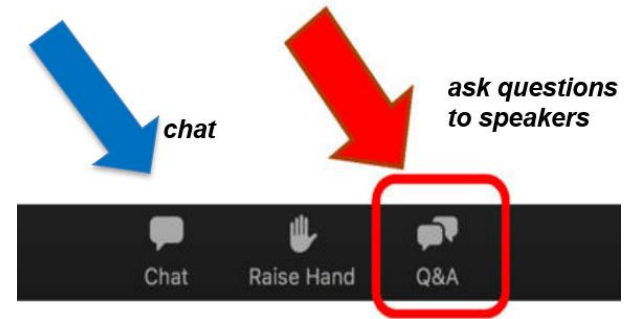 chat
ask questions
to speakers
Chat
Raise Hand
Q&A